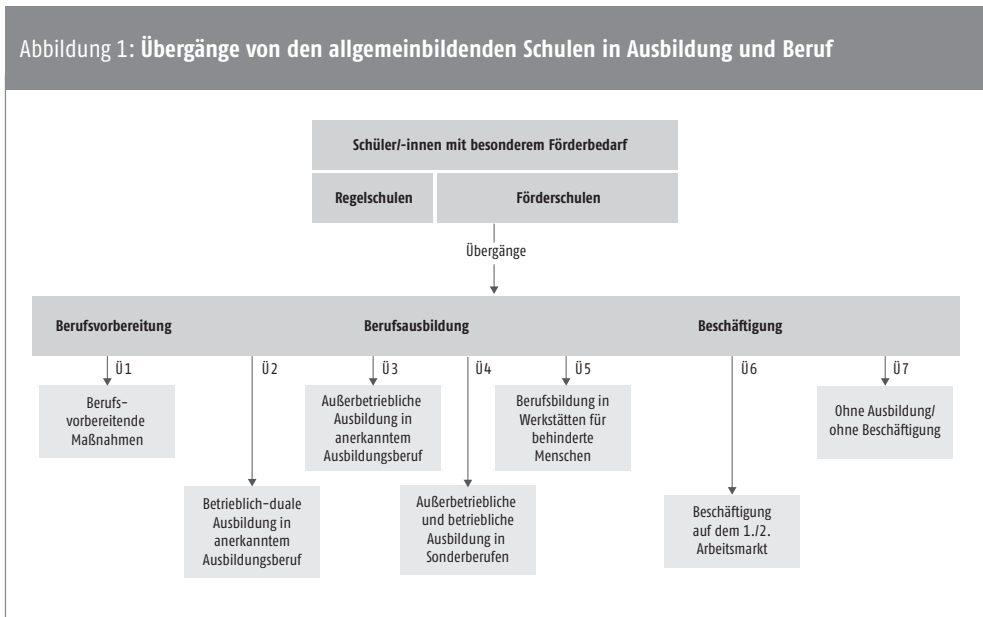 Abbildung 1: Übergänge von den allgemeinbildenden Schulen in Ausbildung und Beruf
Schüler/-innen mit besonderem Förderbedarf
Regelschulen
Förderschulen
Übergänge
Berufsvorbereitung
Berufsausbildung
Beschäftigung
Ü1
Ü2
Ü3
Ü4
Ü5
Ü6
Ü7
Berufs-
vorbereitende
Maßnahmen
Betrieblich-duale
Ausbildung in
anerkanntem
Ausbildungsberuf
Außerbetriebliche
Ausbildung in
anerkanntem
Ausbildungsberuf
Außerbetriebliche
und betriebliche
Ausbildung in
Sonderberufen
Berufsbildung in
Werkstätten für
behinderte
Menschen
Beschäftigung
auf dem 1./2.
Arbeitsmarkt
Ohne Ausbildung/
ohne Beschäftigung